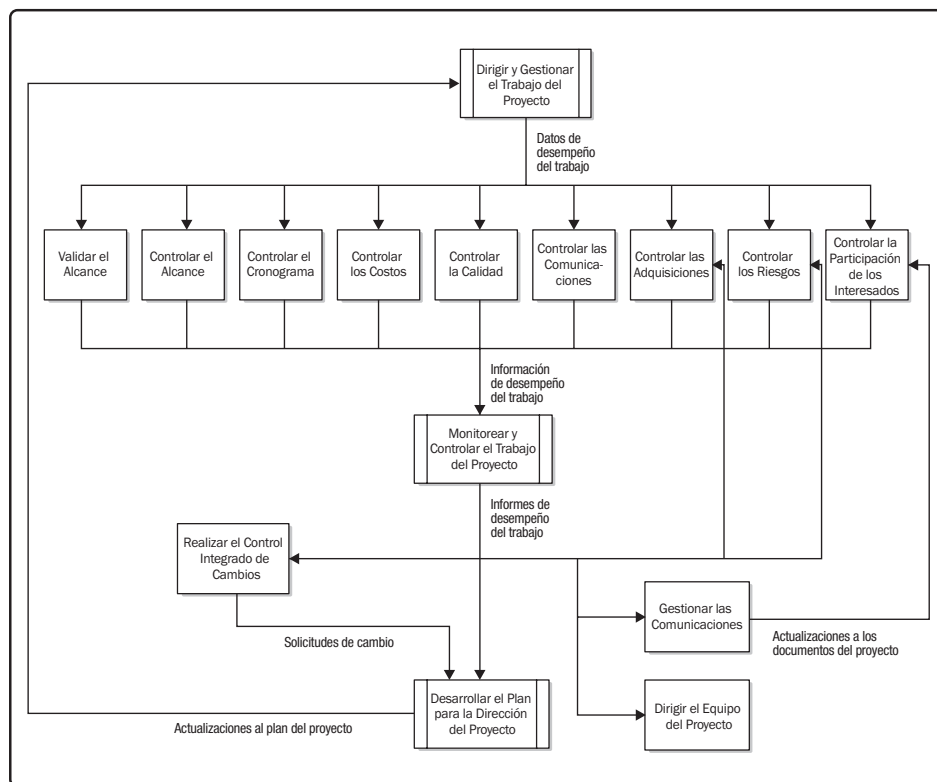 Dirigir y Gestionar
el Trabajo del
Proyecto
Datos de
desempeño
del trabajo
Validar el
Alcance
Controlar el
Alcance
Controlar el
Cronograma
Controlar
los Costos
Controlar
la Calidad
Controlar las
Comunica-
ciones
Controlar las
Adquisiciones
Controlar
los Riesgos
Controlar la
Participación
de los
Interesados
Información
de desempeño
del trabajo
Monitorear y
Controlar el Trabajo
del Proyecto
Informes de
desempeño
del trabajo
Realizar el Control
Integrado de
Cambios
Gestionar las
Comunicaciones
Solicitudes de cambio
Actualizaciones a los
documentos del proyecto
Desarrollar el Plan
para la Dirección
del Proyecto
Dirigir el Equipo
del Proyecto
Actualizaciones al plan del proyecto